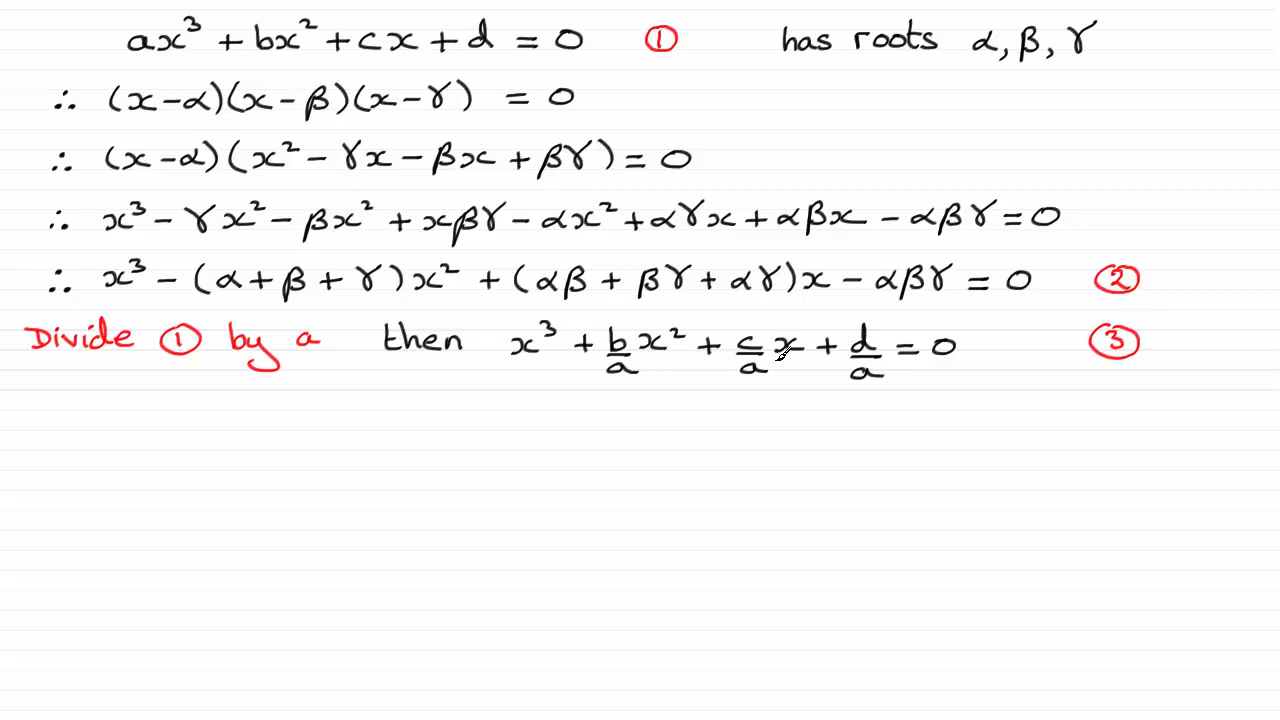 ax³ + bx² + cx + d = 0 ① has roots α, β, γ
∴ (x - α)(x - β)(x - γ) = 0
∴ (x - α)(x² - γx - βx + βγ) = 0
∴ x³ - γx² - βx² + xβγ - αx² + αγx + αβx - αβγ = 0
∴ x³ - (α + β + γ)x² + (αβ + βγ + αγ)x - αβγ = 0 ②
Divide ① by a then x³ + b/a x² + c/a x + d/a = 0 ③